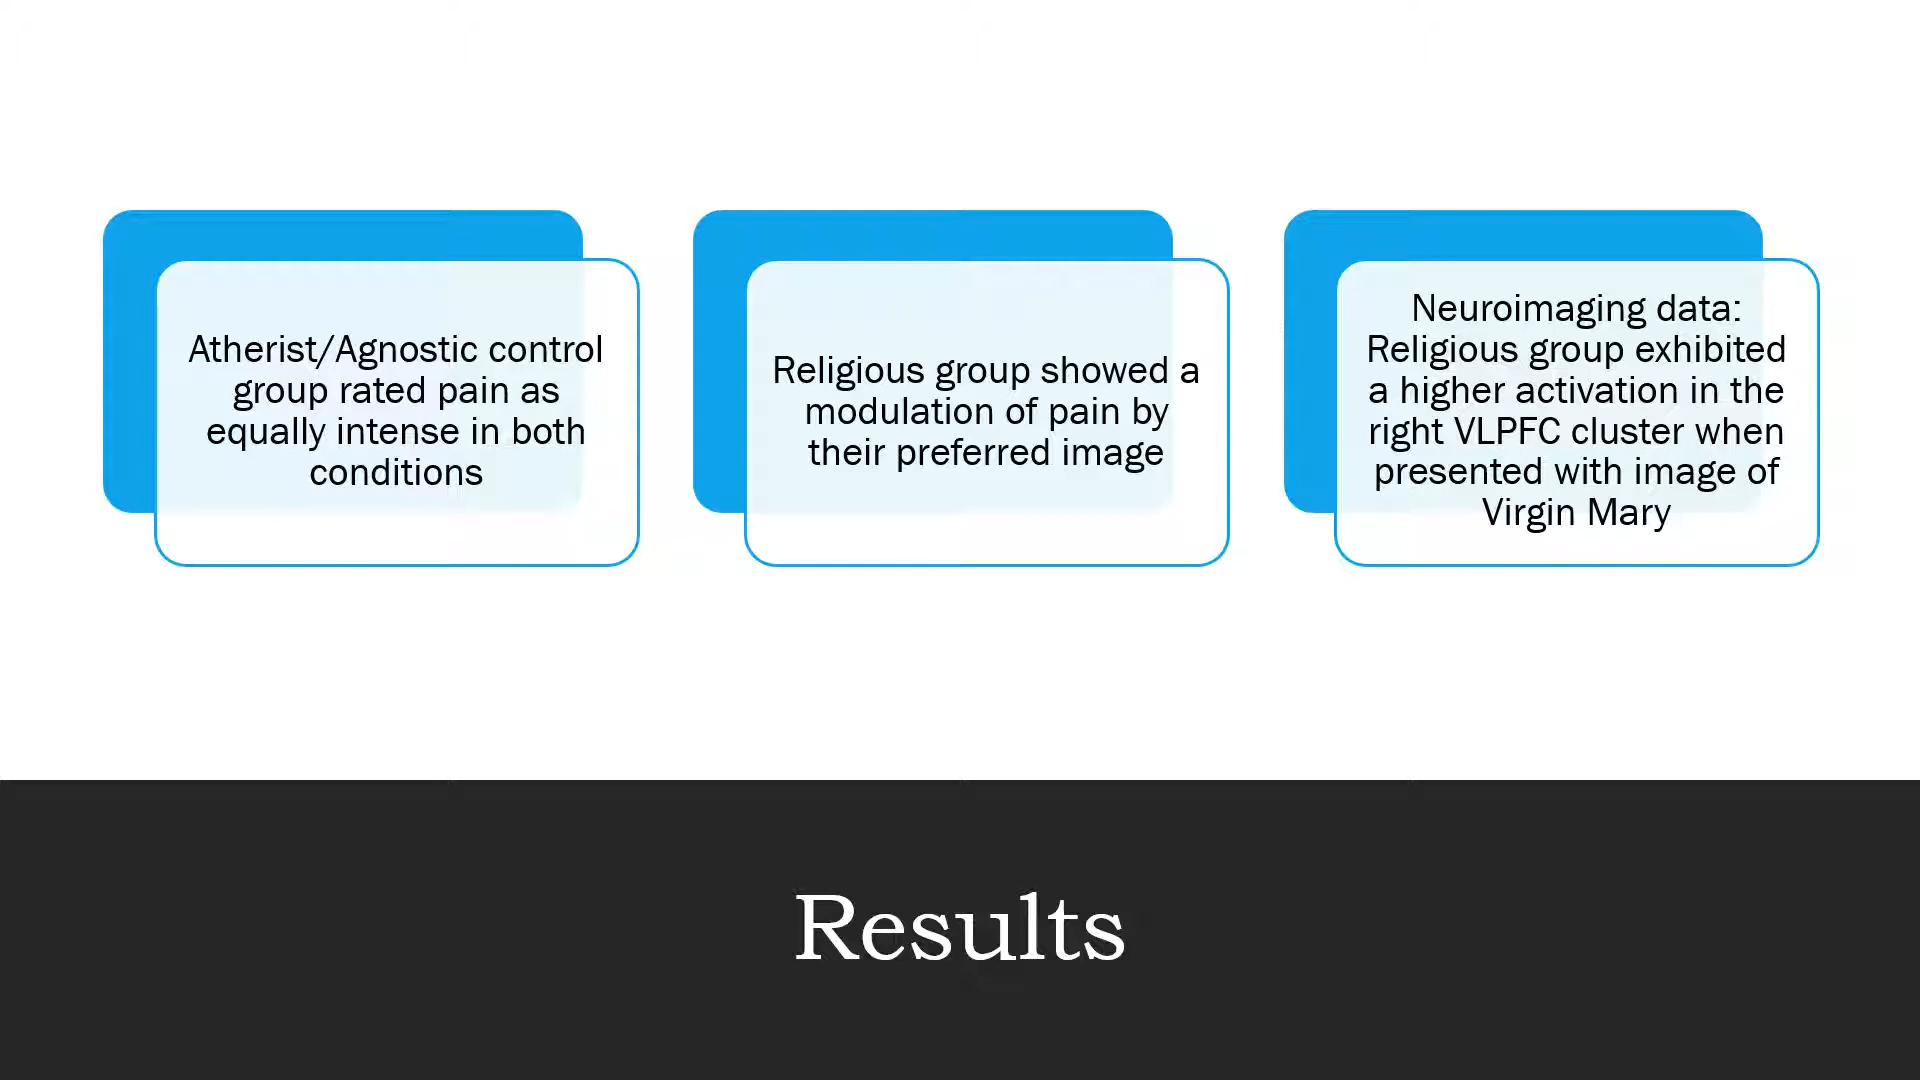 Atherist/Agnostic control
group rated pain as
equally intense in both
conditions
Religious group showed a
modulation of pain by
their preferred image
Neuroimaging data:
Religious group exhibited
a higher activation in the
right VLPFC cluster when
presented with image of
Virgin Mary
Results